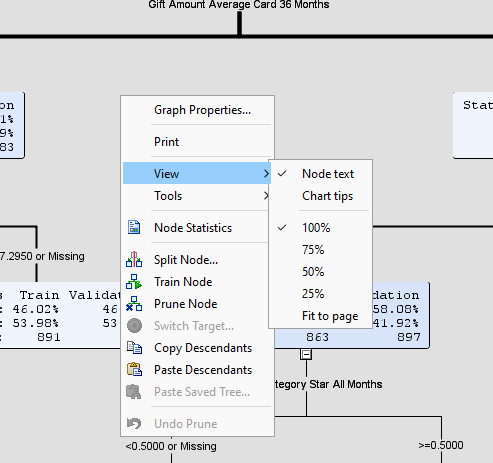 Gift Amount Average Card 36 Months
on
1%
9%
83
Stat
7.2950 or Missing
s Train Valida
: 46.02% 46
: 53.98% 53
: 891
dation
58.08%
41.92%
863 897
Graph Properties...
Print
View
Tools
Node Statistics
Split Node...
Train Node
Prune Node
Switch Target...
Copy Descendants
Paste Descendants
Paste Saved Tree...
Undo Prune
Node text
Chart tips
100%
75%
50%
25%
Fit to page
tegory Star All Months
<0.5000 or Missing
>=0.5000